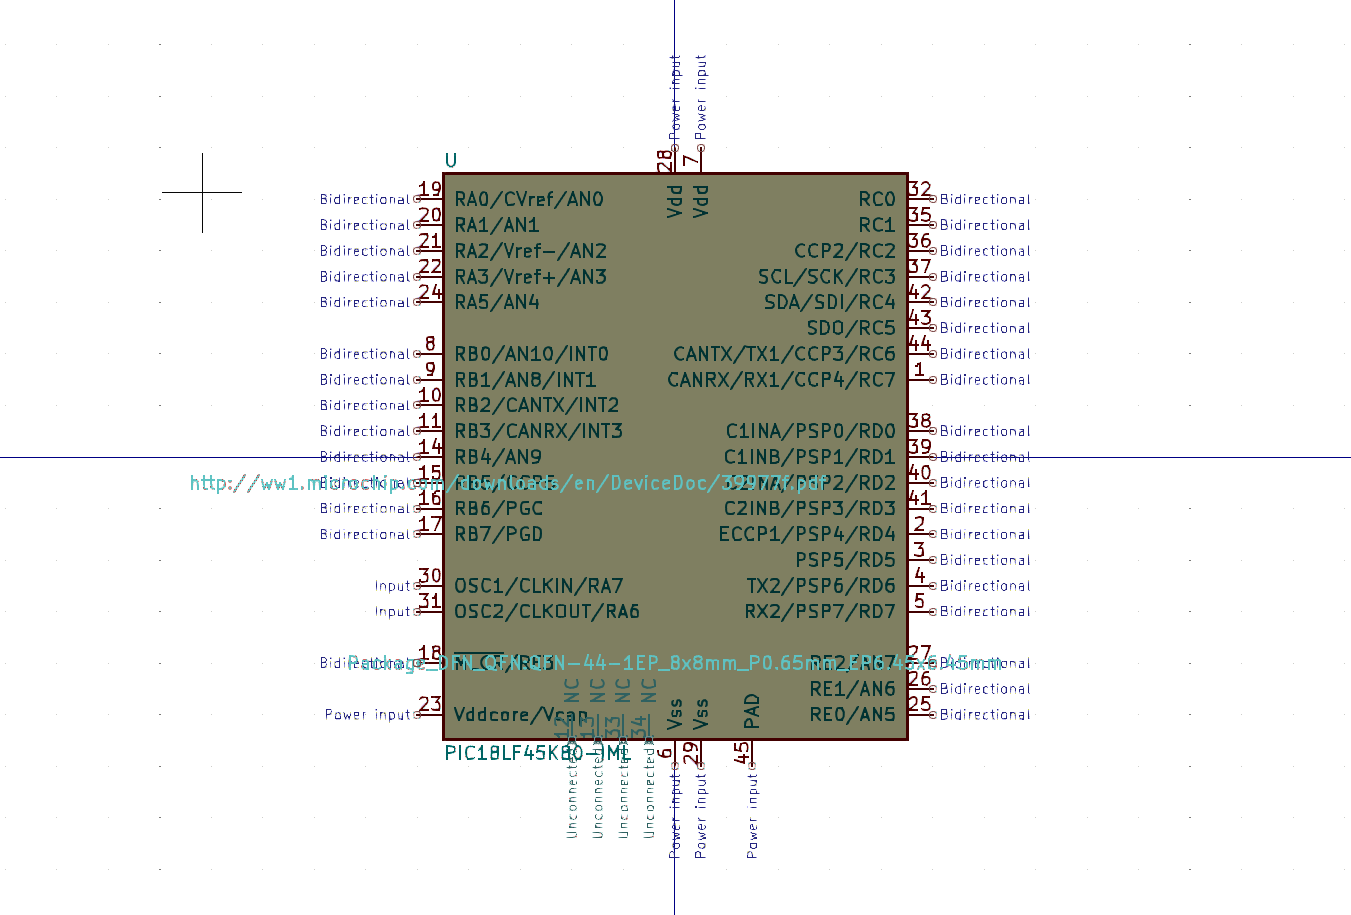 Power input
Power input
28
7
U
Vdd
Vdd
Bidirectional 19 RA0/CVref/AN0
RC0 32 Bidirectional
Bidirectional 20 RA1/AN1
RC1 35 Bidirectional
Bidirectional 21 RA2/Vref-/AN2
CCP2/RC2 36 Bidirectional
Bidirectional 22 RA3/Vref+/AN3
SCL/SCK/RC3 37 Bidirectional
Bidirectional 24 RA5/AN4
SDA/SDI/RC4 42 Bidirectional
SDO/RC5 43 Bidirectional
Bidirectional 8 RB0/AN10/INT0
CANTX/TX1/CCP3/RC6 44 Bidirectional
Bidirectional 9 RB1/AN8/INT1
CANRX/RX1/CCP4/RC7 1 Bidirectional
Bidirectional 10 RB2/CANTX/INT2
Bidirectional 11 RB3/CANRX/INT3
C1INA/PSP0/RD0 38 Bidirectional
Bidirectional 14 RB4/AN9
C1INB/PSP1/RD1 39 Bidirectional
Bidirectional 15
http://ww1.microchip.com/downloads/en/DeviceDoc/39977f.pdf
PSP2/RD2 40 Bidirectional
Bidirectional 16 RB6/PGC
C2INB/PSP3/RD3 41 Bidirectional
Bidirectional 17 RB7/PGD
ECCP1/PSP4/RD4 2 Bidirectional
PSP5/RD5 3 Bidirectional
Input 30 OSC1/CLKIN/RA7
TX2/PSP6/RD6 4 Bidirectional
Input 31 OSC2/CLKOUT/RA6
RX2/PSP7/RD7 5 Bidirectional
Bidirectional 18
Package_DFN_QFN:QFN-44-1EP_8x8mm_P0.65mm_EP6.45x6.45mm
27 Bidirectional
RE1/AN6 26 Bidirectional
Power input 23 Vddcore/Vcap
RE0/AN5 25 Bidirectional
NC
NC
NC
NC
Vss
Vss
PAD
12
13
33
34
6
29
45
PIC18LF45K80-IML
Unconnected
Unconnected
Unconnected
Unconnected
Power input
Power input
Power input